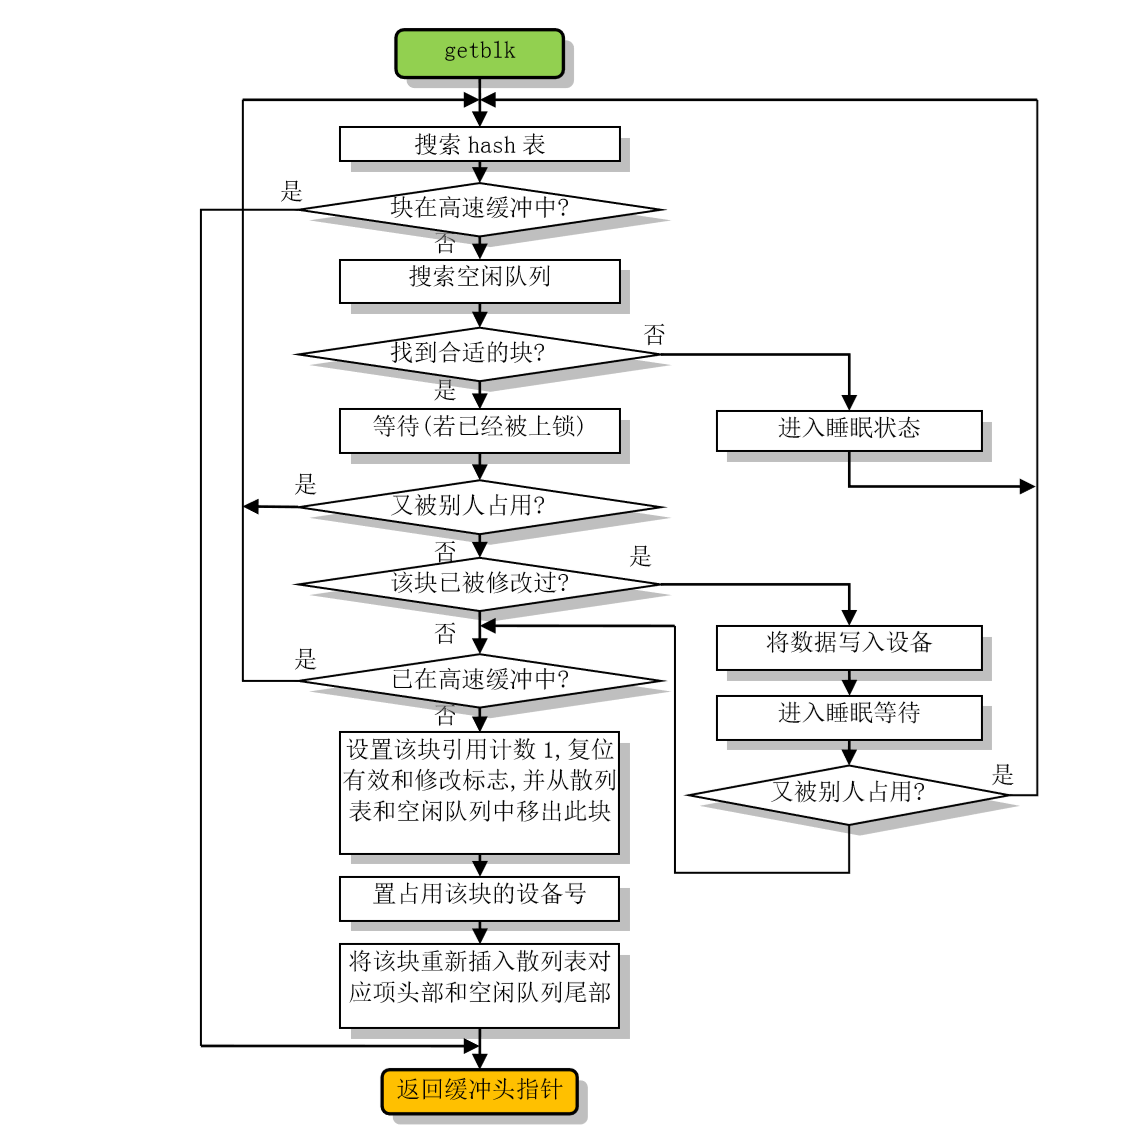 getblk
搜索 hash 表
是
块在高速缓冲中?
否
搜索空闲队列
找到合适的块?
否
是
等待(若已经被上锁)
进入睡眠状态
是
又被别人占用?
否
该块已被修改过?
是
否
将数据写入设备
是
已在高速缓冲中?
否
进入睡眠等待
设置该块引用计数 1,复位
有效和修改标志,并从散列
表和空闲队列中移出此块
又被别人占用?
是
置占用该块的设备号
将该块重新插入散列表对
应项头部和空闲队列尾部
返回缓冲头指针